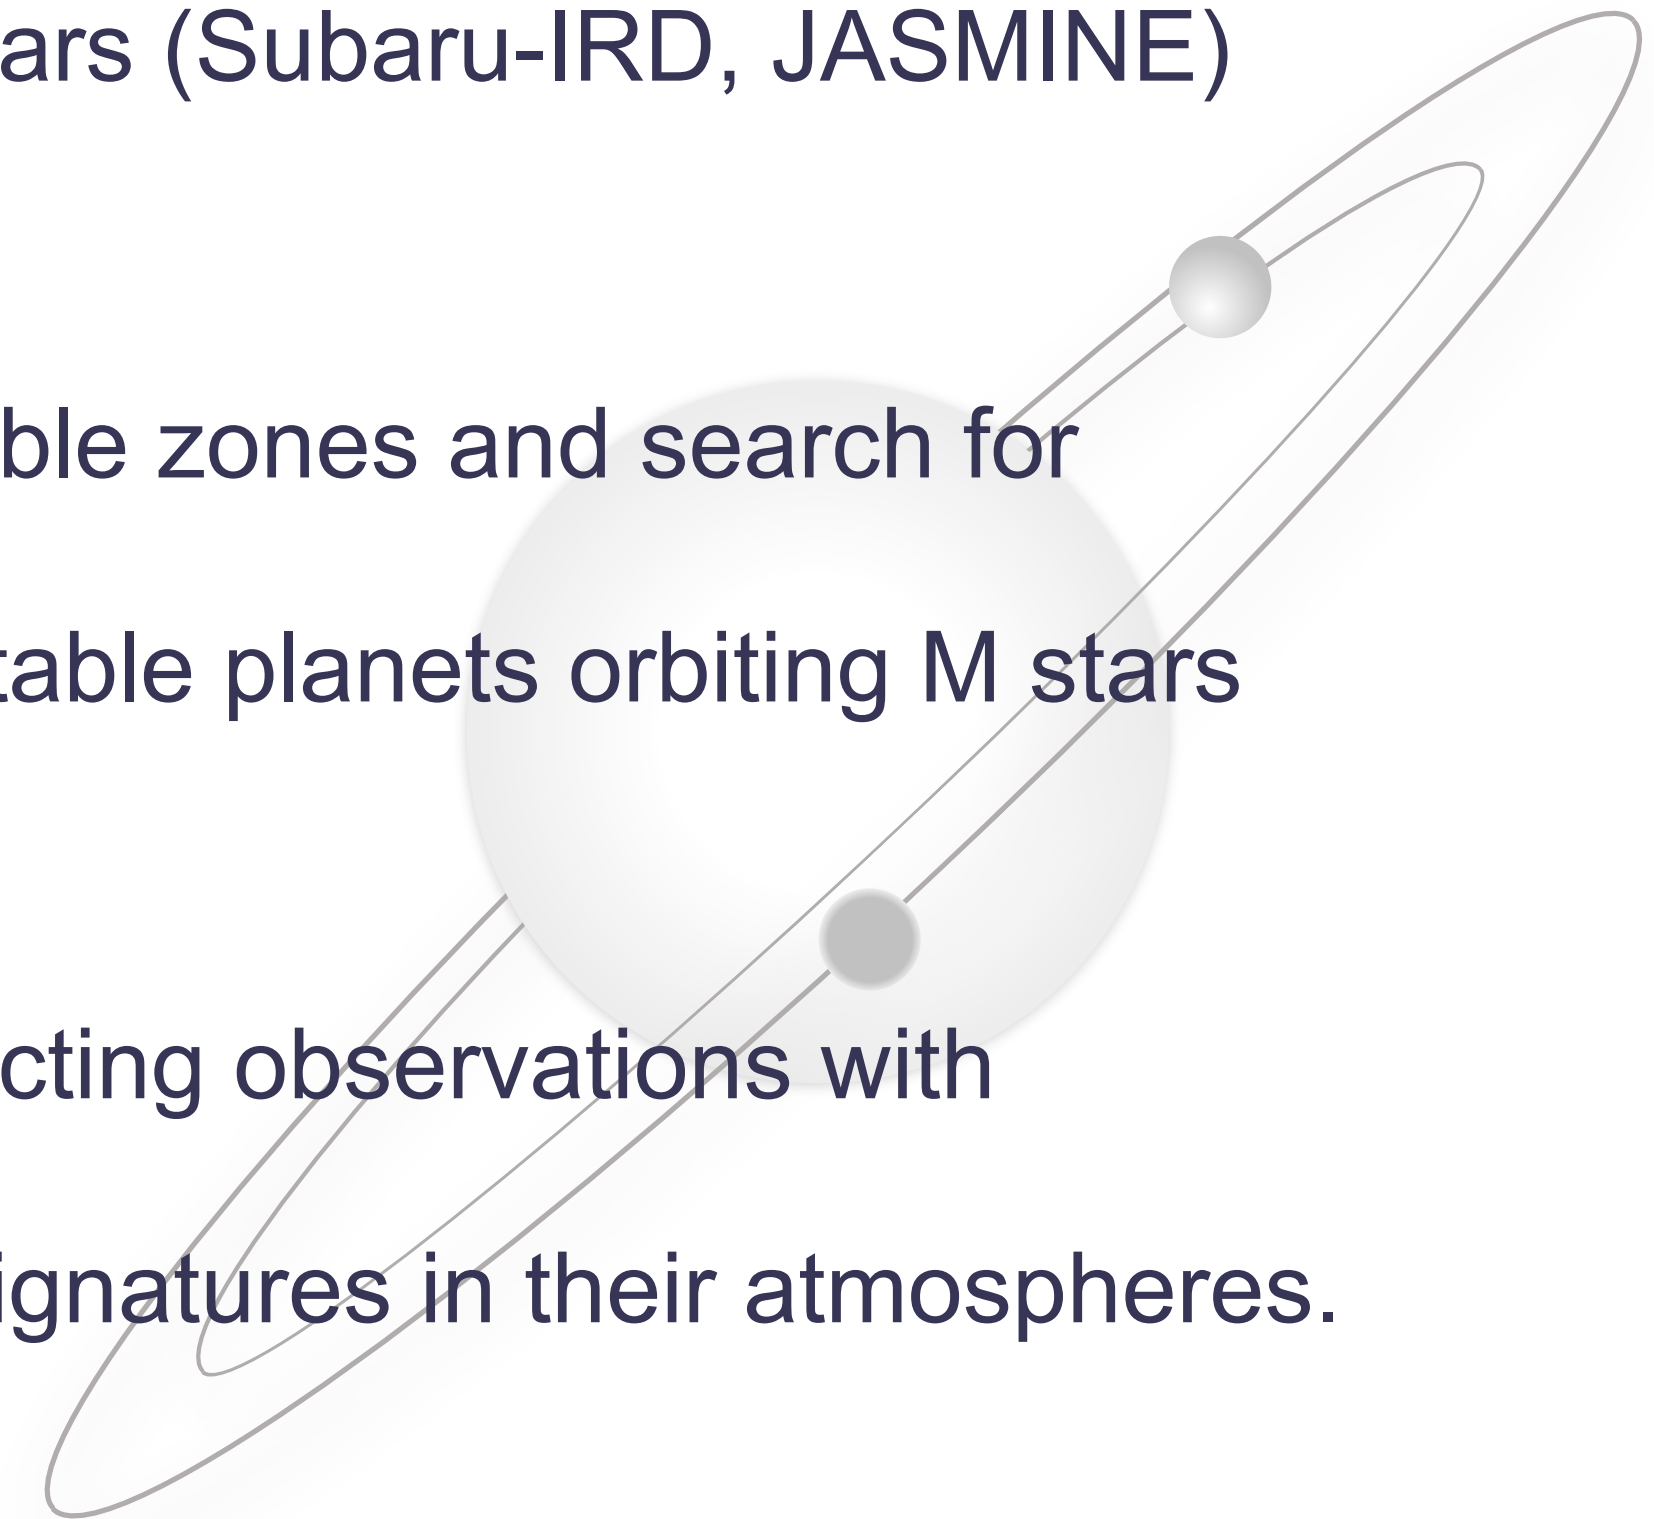 ars (Subaru-IRD, JASMINE)
ble zones and search for
table planets orbiting M stars
cting observations with
ignatures in their atmospheres.